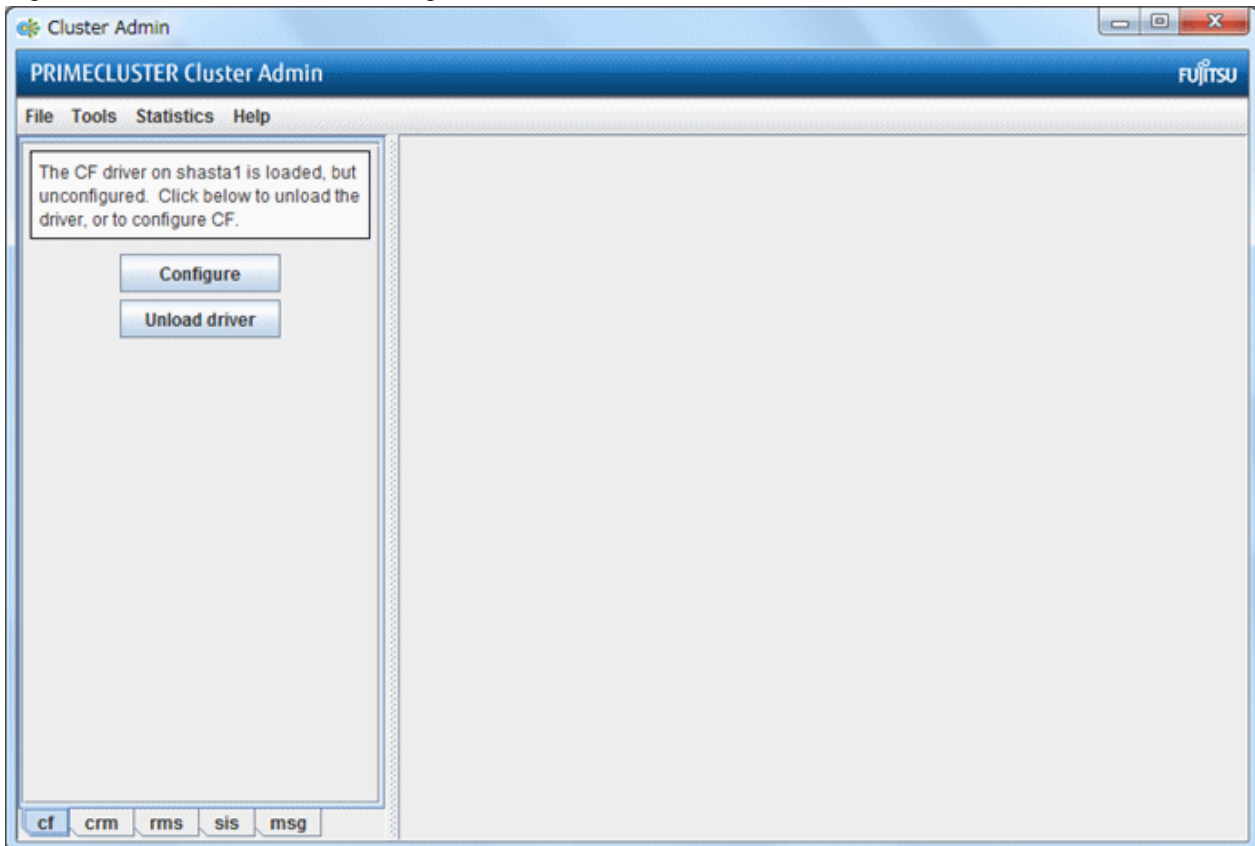 Cluster Admin
PRIMECLUSTER Cluster Admin
FUJITSU
File Tools Statistics Help
The CF driver on shasta1 is loaded, but
unconfigured. Click below to unload the
driver, or to configure CF.
Configure
Unload driver
cf crm rms sis msg